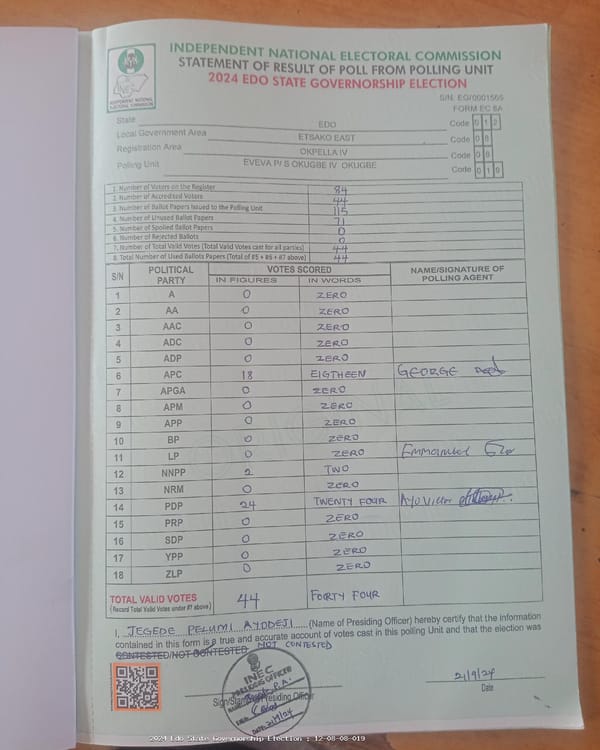 INDEPENDENT NATIONAL ELECTORAL COMMISSION
STATEMENT OF RESULT OF POLL FROM POLLING UNIT
2024 EDO STATE GOVERNORSHIP ELECTION
INDEPENDENT NATIONAL ELECTORAL COMMISSION
S/N. EG/0001565
FORM EC 8A
State EDO Code 0 1 2
Local Government Area ETSAKO EAST Code 0 8
Registration Area OKPELLA IV Code 0 8
Polling Unit EVEVA P/ S OKUGBE IV OKUGBE Code 0 1 9
1. Number of Voters on the Register 84
2. Number of Accredited Voters 44
3. Number of Ballot Papers Issued to the Polling Unit 115
4. Number of Unused Ballot Papers 71
5. Number of Spoiled Ballot Papers 0
6. Number of Rejected Ballots 0
7. Number of Total Valid Votes (Total Valid Votes cast for all parties) 44
8. Total Number of Used Ballots Papers (Total of #5 + #6 + #7 above) 44
S/N POLITICAL PARTY VOTES SCORED NAME/SIGNATURE OF POLLING AGENT
IN FIGURES IN WORDS
1 A 0 ZERO
2 AA 0 ZERO
3 AAC 0 ZERO
4 ADC 0 ZERO
5 ADP 0 ZERO
6 APC 18 EIGTHEEN GEORGE
7 APGA 0 ZERO
8 APM 0 ZERO
9 APP 0 ZERO
10 BP 0 ZERO
11 LP 0 ZERO Emmanuel
12 NNPP 2 TWO
13 NRM 0 ZERO
14 PDP 24 TWENTY FOUR Ayo Victor
15 PRP 0 ZERO
16 SDP 0 ZERO
17 YPP 0 ZERO
18 ZLP 0 ZERO
TOTAL VALID VOTES 44 FORTY FOUR
(Record Total Valid Votes under #7 above)
I, JEGEDE PELUMI AYODEJI (Name of Presiding Officer) hereby certify that the information
contained in this form is a true and accurate account of votes cast in this polling Unit and that the election was
CONTESTED/NOT CONTESTED NOT CONTESTED
INEC
PRESIDING OFFICER
Sign/Stamp of Presiding Officer
DATE: 21/9/24
21/9/24
Date
2024 Edo State Governorship Election : 12-08-08-019